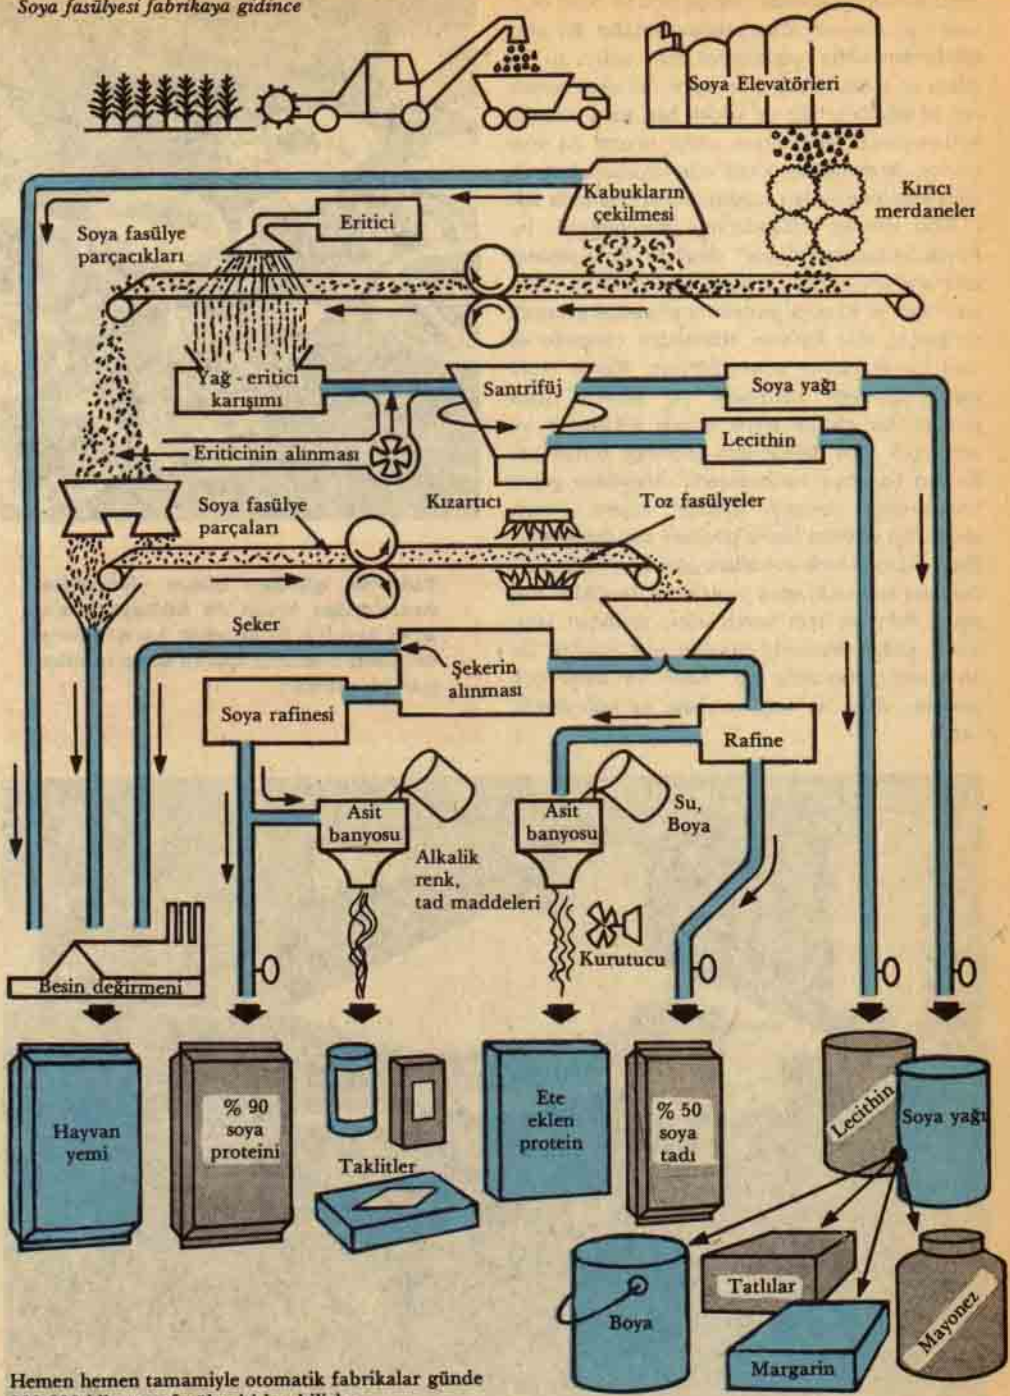 Soya fasülyesi fabrikaya gidince
Soya Elevatörleri
Kabukların
çekilmesi
Kırıcı
merdaneler
Eritici
Soya fasülye
parçacıkları
Yağ - eritici
karışımı
Santrifüj
Soya yağı
Lecithin
Eriticinin alınması
Soya fasülye
parçaları
Kızartıcı
Toz fasülyeler
Şeker
Şekerin
alınması
Soya rafinesi
Rafine
Asit
banyosu
Alkalik
renk,
tad maddeleri
Asit
banyosu
Su,
Boya
Kurutucu
Besin değirmeni
Hayvan
yemi
% 90
soya
proteini
Taklitler
Ete
eklen
protein
% 50
soya
tadı
Lecithin
Soya yağı
Boya
Tatlılar
Margarin
Mayonez
Hemen hemen tamamiyle otomatik fabrikalar günde